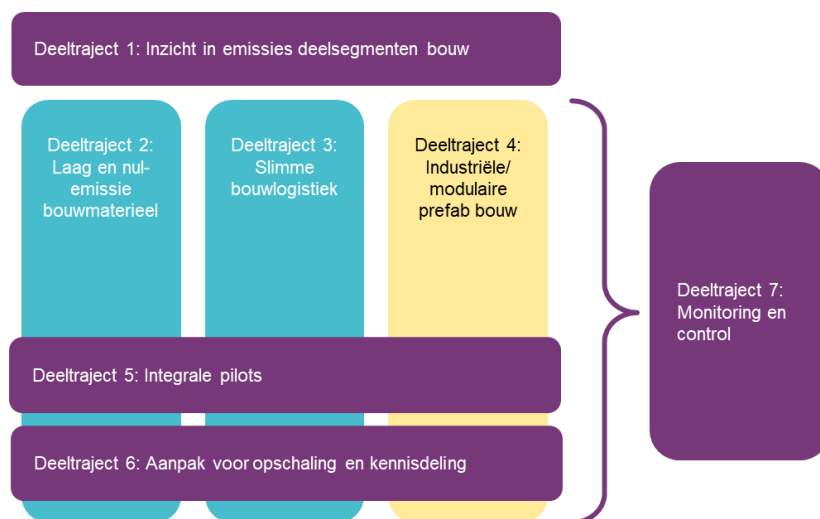 Deeltraject 1: Inzicht in emissies deelsegmenten bouw
Deeltraject 2:
Laag en nul-
emissie
bouwmaterieel
Deeltraject 3:
Slimme
bouwlogistiek
Deeltraject 4:
Industriële/
modulaire
prefab bouw
Deeltraject 5: Integrale pilots
Deeltraject 6: Aanpak voor opschaling en kennisdeling
Deeltraject 7:
Monitoring en
control